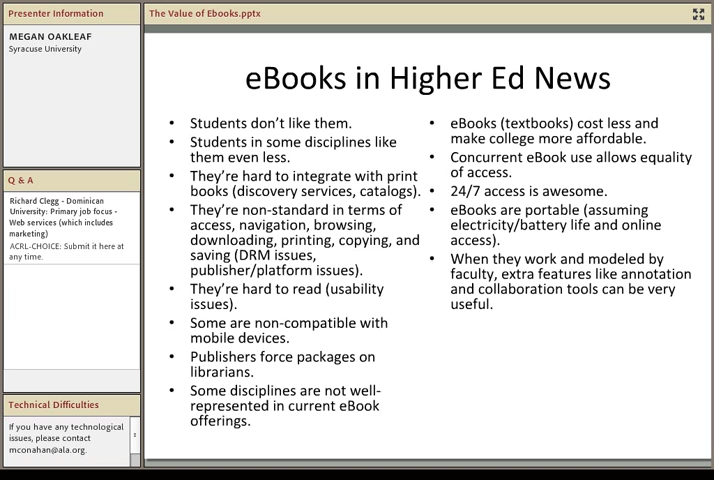 Presenter Information
MEGAN OAKLEAF
Syracuse University
Q & A
Richard Clegg - Dominican
University: Primary job focus -
Web services (which includes
marketing)
ACRL-CHOICE: Submit it here at
any time.
Technical Difficulties
If you have any technological
issues, please contact
mconahan@ala.org.
The Value of Ebooks.pptx
eBooks in Higher Ed News
• Students don’t like them.
• Students in some disciplines like
them even less.
• They’re hard to integrate with print
books (discovery services, catalogs).
• They’re non-standard in terms of
access, navigation, browsing,
downloading, printing, copying, and
saving (DRM issues,
publisher/platform issues).
• They’re hard to read (usability
issues).
• Some are non-compatible with
mobile devices.
• Publishers force packages on
librarians.
• Some disciplines are not well-
represented in current eBook
offerings.
• eBooks (textbooks) cost less and
make college more affordable.
• Concurrent eBook use allows equality
of access.
• 24/7 access is awesome.
• eBooks are portable (assuming
electricity/battery life and online
access).
• When they work and modeled by
faculty, extra features like annotation
and collaboration tools can be very
useful.